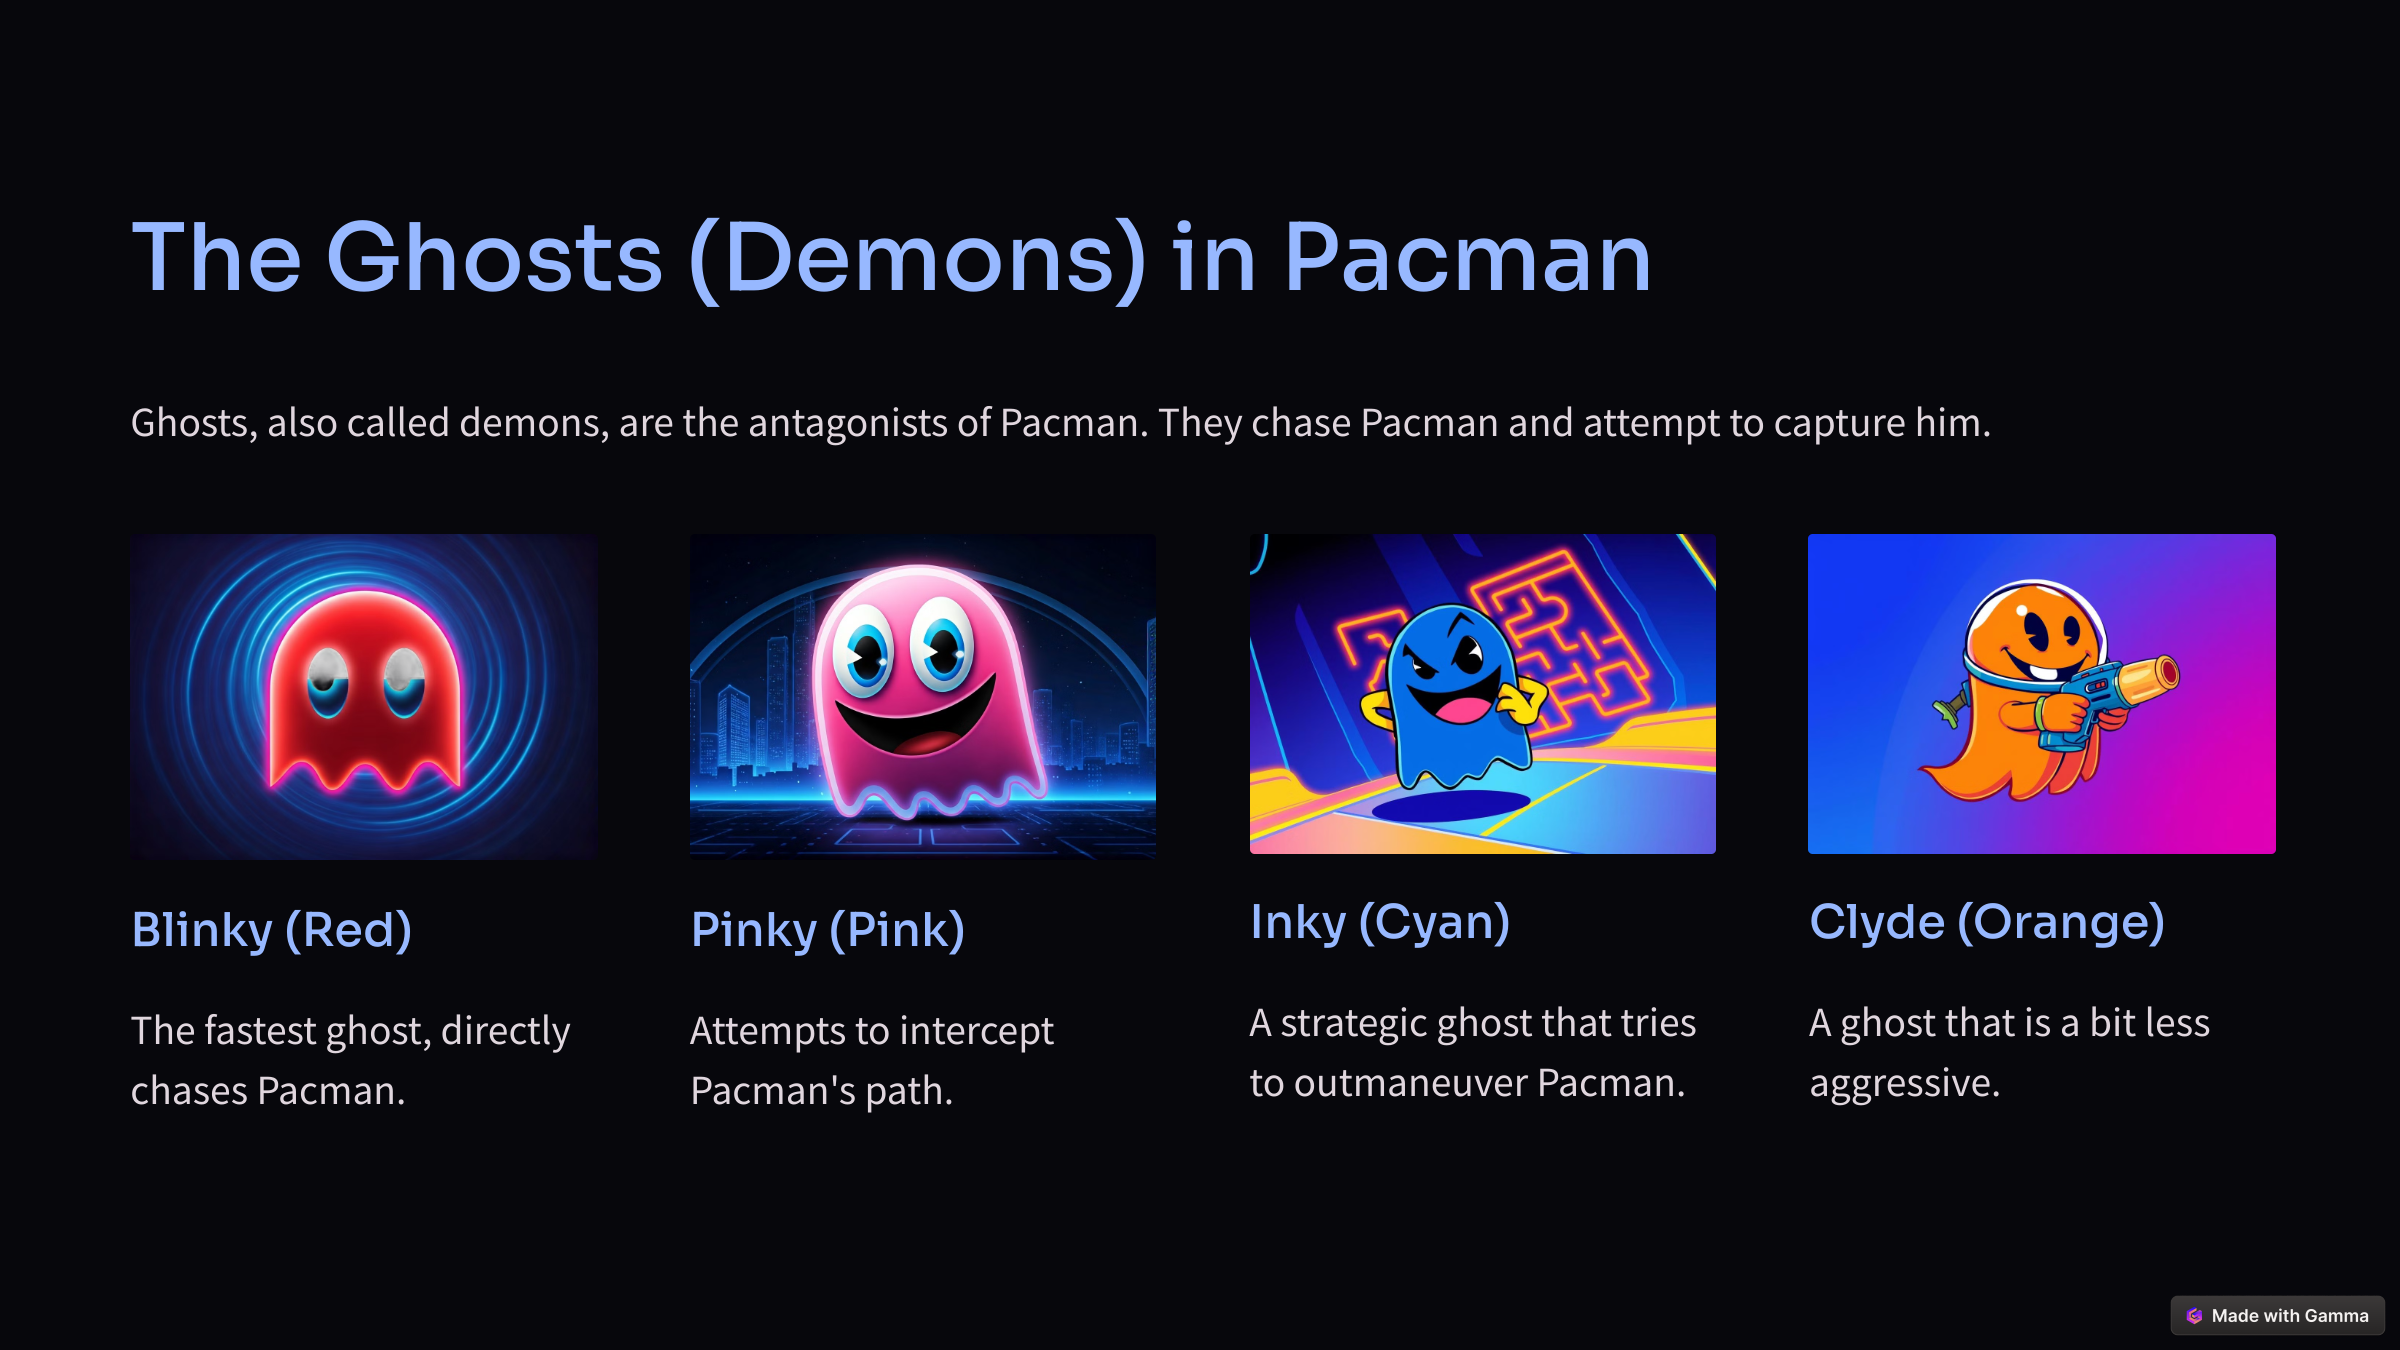 The Ghosts (Demons) in Pacman
Ghosts, also called demons, are the antagonists of Pacman. They chase Pacman and attempt to capture him.
Blinky (Red)
The fastest ghost, directly
chases Pacman.
Pinky (Pink)
Attempts to intercept
Pacman's path.
Inky (Cyan)
A strategic ghost that tries
to outmaneuver Pacman.
Clyde (Orange)
A ghost that is a bit less
aggressive.
Made with Gamma